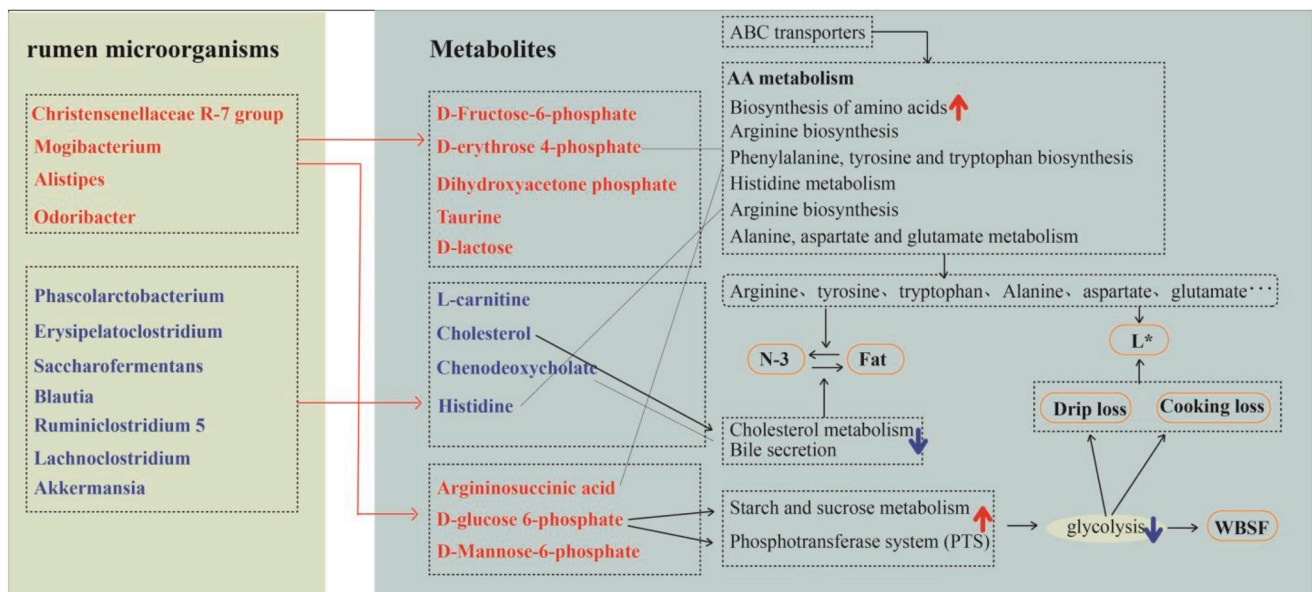 rumen microorganisms
Christensenellaceae R-7 group
Mogibacterium
Alistipes
Odoribacter
Phascolarctobacterium
Erysipelatoclostridium
Saccharofermentans
Blautia
Ruminiclostridium 5
Lachnoclostridium
Akkermansia
Metabolites
D-Fructose-6-phosphate
D-erythrose 4-phosphate
Dihydroxyacetone phosphate
Taurine
D-lactose
L-carnitine
Cholesterol
Chenodeoxycholate
Histidine
Argininosuccinic acid
D-glucose 6-phosphate
D-Mannose-6-phosphate
ABC transporters
AA metabolism
Biosynthesis of amino acids
Arginine biosynthesis
Phenylalanine, tyrosine and tryptophan biosynthesis
Histidine metabolism
Arginine biosynthesis
Alanine, aspartate and glutamate metabolism
Arginine、tyrosine、tryptophan、Alanine、aspartate、glutamate···
N-3
Fat
L*
Drip loss
Cooking loss
Cholesterol metabolism
Bile secretion
Starch and sucrose metabolism
Phosphotransferase system (PTS)
glycolysis
WBSF